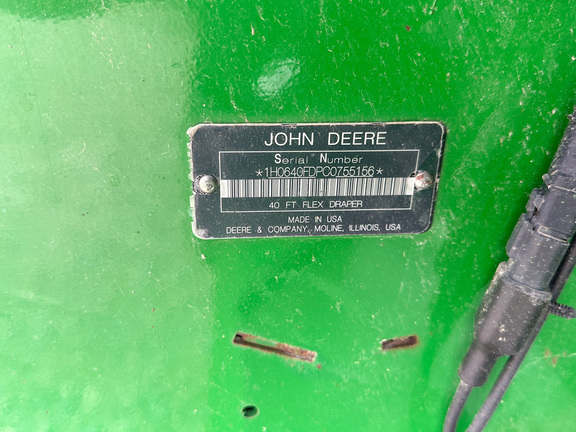 JOHN DEERE
Serial Number
*1H0640FDPC0755156*
40 FT FLEX DRAPER
MADE IN USA
DEERE & COMPANY, MOLINE, ILLINOIS, USA